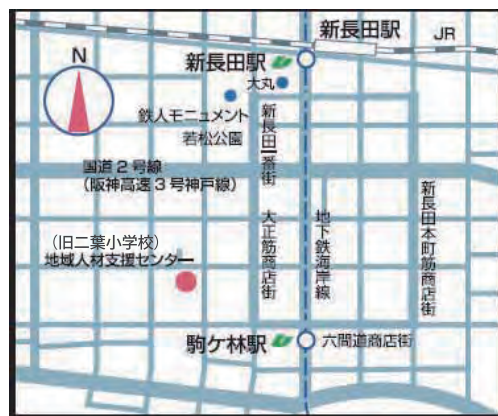 新長田駅
JR
N
新長田駅
大丸
鉄人モニュメント
若松公園
新長田一番街
国道2号線
(阪神高速3号神戸線)
大正筋商店街
地下鉄海岸線
新長田本町筋商店街
(旧二葉小学校)
地域人材支援センター
駒ケ林駅
六間道商店街